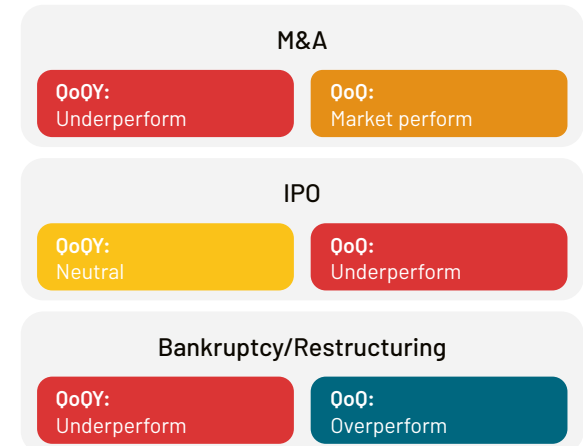 M&A
QoQY:
Underperform
QoQ:
Market perform
IPO
QoQY:
Neutral
QoQ:
Underperform
Bankruptcy/Restructuring
QoQY:
Underperform
QoQ:
Overperform